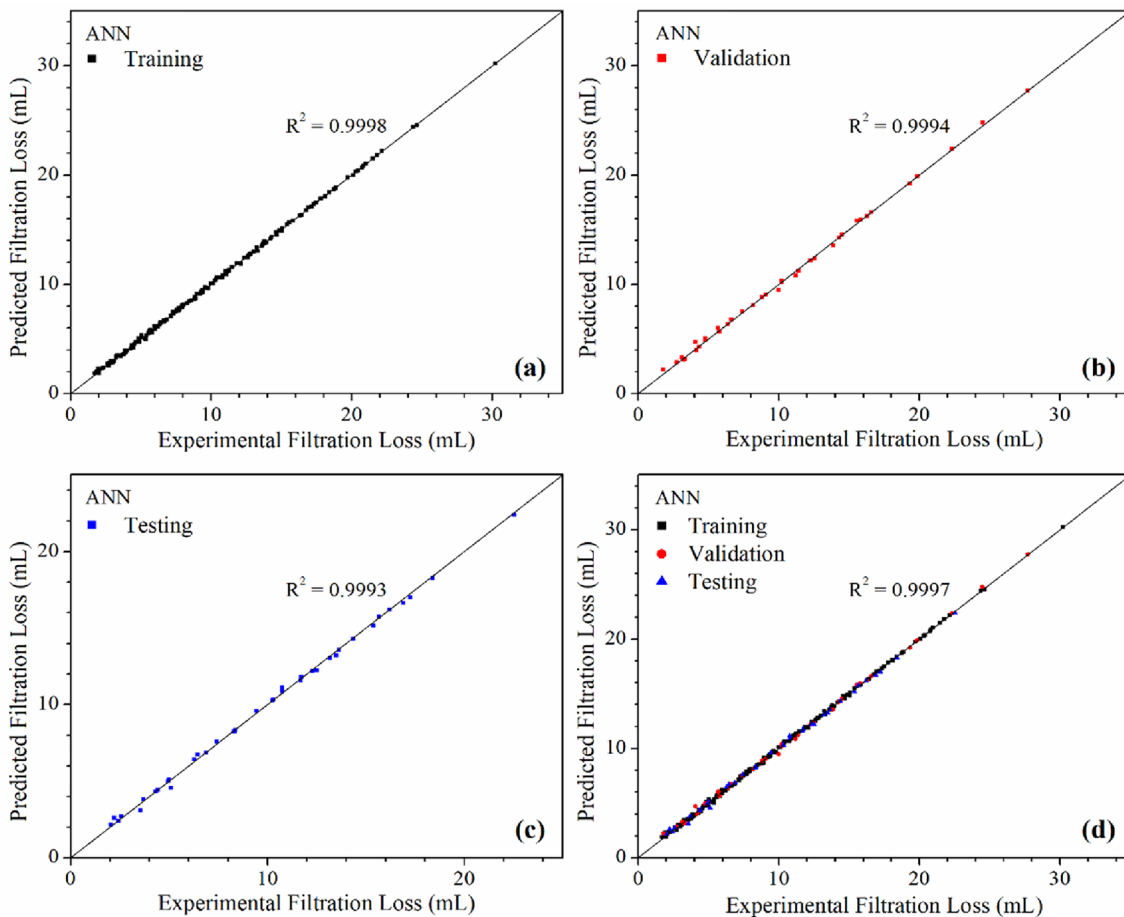 ANN
Training
R² = 0.9998
30
20
10
0
Predicted Filtration Loss (mL)
(a)
0 10 20 30
Experimental Filtration Loss (mL)
ANN
Validation
R² = 0.9994
30
20
10
0
Predicted Filtration Loss (mL)
(b)
0 10 20 30
Experimental Filtration Loss (mL)
ANN
Testing
R² = 0.9993
20
10
0
Predicted Filtration Loss (mL)
(c)
0 10 20
Experimental Filtration Loss (mL)
ANN
Training
Validation
Testing
R² = 0.9997
30
20
10
0
Predicted Filtration Loss (mL)
(d)
0 10 20 30
Experimental Filtration Loss (mL)